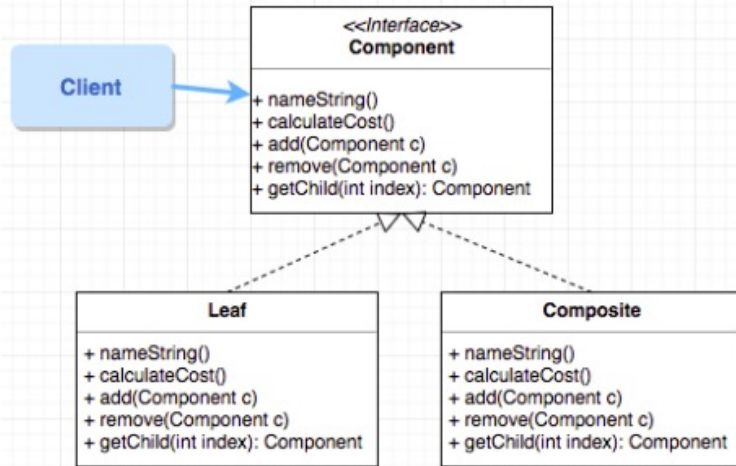 <<Interface>>
Component
Client
+ nameString()
+ calculateCost()
+ add(Component c)
+ remove(Component c)
+ getChild(int index): Component
Leaf
+ nameString()
+ calculateCost()
+ add(Component c)
+ remove(Component c)
+ getChild(int index): Component
Composite
+ nameString()
+ calculateCost()
+ add(Component c)
+ remove(Component c)
+ getChild(int index): Component